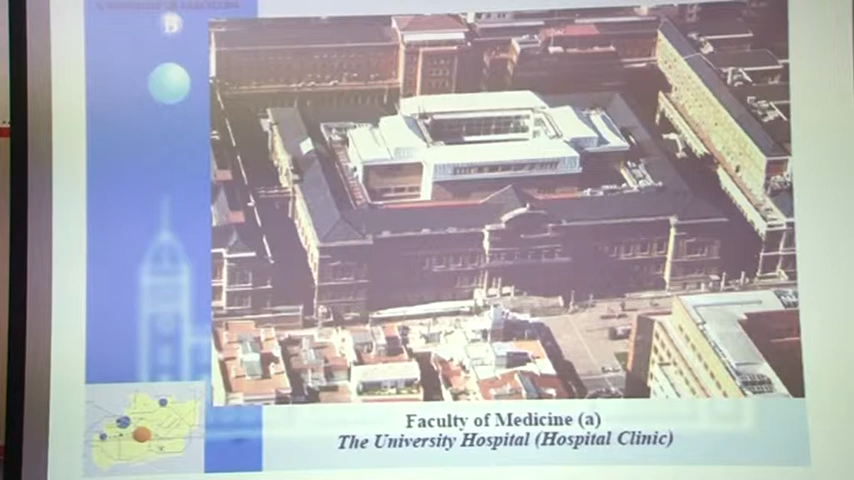 B
Faculty of Medicine (a)
The University Hospital (Hospital Clinic)